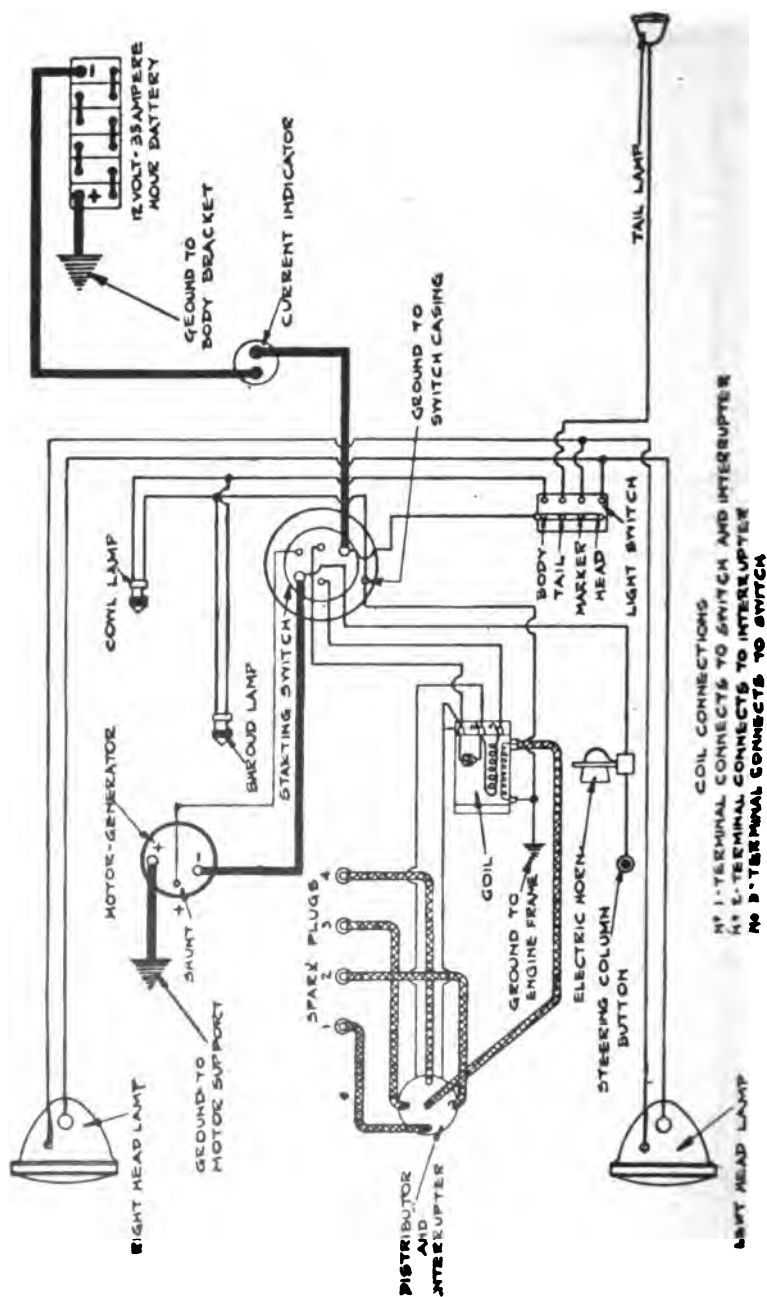 RIGHT HEAD LAMP
GROUND TO
MOTOR SUPPORT
MOTOR-GENERATOR
+
-
+
SHUNT
COWL LAMP
SHROUD LAMP
STARTING SWITCH
-
+
12 VOLT - 35 AMPERE
HOUR BATTERY
GROUND TO
BODY BRACKET
CURRENT INDICATOR
SPARK PLUGS
1
2
3
4
DISTRIBUTOR
AND
INTERRUPTER
COIL
GROUND TO
SWITCH CASING
GROUND TO
ENGINE FRAME
ELECTRIC HORN
STEERING COLUMN
BUTTON
BODY
TAIL
MARKER
HEAD
LIGHT SWITCH
TAIL LAMP
LEFT HEAD LAMP
COIL CONNECTIONS
Nº 1-TERMINAL CONNECTS TO SWITCH AND INTERRUPTER
Nº 2-TERMINAL CONNECTS TO INTERRUPTER
No 3-TERMINAL CONNECTS TO SWITCH